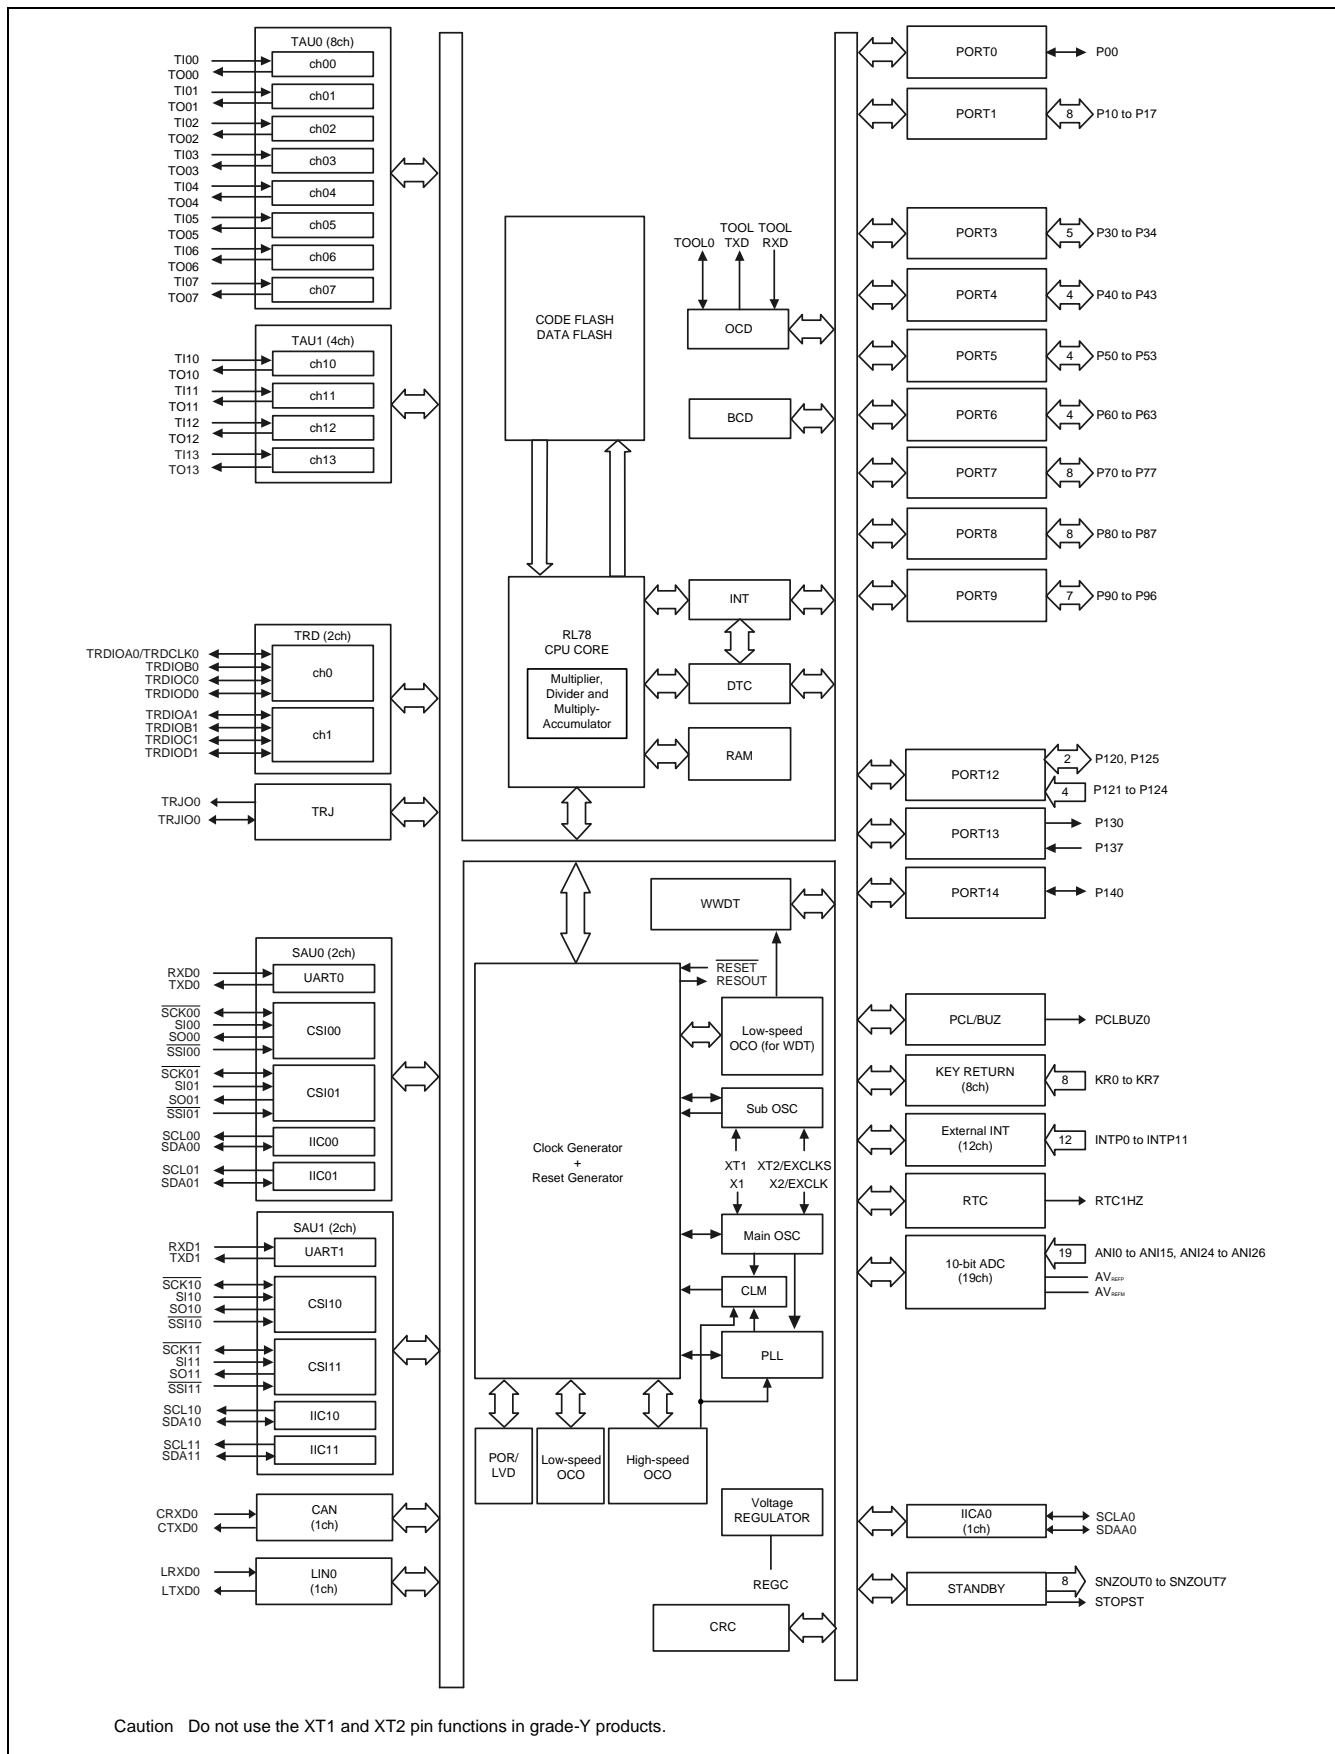 TAU0 (8ch)
TI00
TO00
ch00
TI01
TO01
ch01
TI02
TO02
ch02
TI03
TO03
ch03
TI04
TO04
ch04
TI05
TO05
ch05
TI06
TO06
ch06
TI07
TO07
ch07
TAU1 (4ch)
TI10
TO10
ch10
TI11
TO11
ch11
TI12
TO12
ch12
TI13
TO13
ch13
TRD (2ch)
TRDIOA0/TRDCLK0
TRDIOB0
TRDIOC0
TRDIOD0
ch0
TRDIOA1
TRDIOB1
TRDIOC1
TRDIOD1
ch1
TRJO0
TRJIO0
TRJ
SAU0 (2ch)
RXD0
TXD0
UART0
SCK00
SI00
SO00
SSI00
CSI00
SCK01
SI01
SO01
SSI01
CSI01
SCL00
SDA00
IIC00
SCL01
SDA01
IIC01
SAU1 (2ch)
RXD1
TXD1
UART1
SCK10
SI10
SO10
SSI10
CSI10
SCK11
SI11
SO11
SSI11
CSI11
SCL10
SDA10
IIC10
SCL11
SDA11
IIC11
CRXD0
CTXD0
CAN
(1ch)
LRXD0
LTXD0
LIN0
(1ch)
CODE FLASH
DATA FLASH
TOOL0
TOOL
TXD
TOOL
RXD
OCD
BCD
RL78
CPU CORE
Multiplier,
Divider and
Multiply-
Accumulator
INT
DTC
RAM
WWDT
RESET
RESOUT
Low-speed
OCO (for WDT)
Sub OSC
XT1 XT2/EXCLKS
X1 X2/EXCLK
Main OSC
CLM
PLL
Clock Generator
+
Reset Generator
POR/
LVD
Low-speed
OCO
High-speed
OCO
Voltage
REGULATOR
REGC
CRC
PORT0
P00
PORT1
8
P10 to P17
PORT3
5
P30 to P34
PORT4
4
P40 to P43
PORT5
4
P50 to P53
PORT6
4
P60 to P63
PORT7
8
P70 to P77
PORT8
8
P80 to P87
PORT9
7
P90 to P96
PORT12
2
P120, P125
4
P121 to P124
PORT13
P130
P137
PORT14
P140
PCL/BUZ
PCLBUZ0
KEY RETURN
(8ch)
8
KR0 to KR7
External INT
(12ch)
12
INTP0 to INTP11
RTC
RTC1HZ
10-bit ADC
(19ch)
19
ANI0 to ANI15, ANI24 to ANI26
AVREFP
AVREFM
IICA0
(1ch)
SCLA0
SDAA0
STANDBY
8
SNZOUT0 to SNZOUT7
STOPST
Caution Do not use the XT1 and XT2 pin functions in grade-Y products.